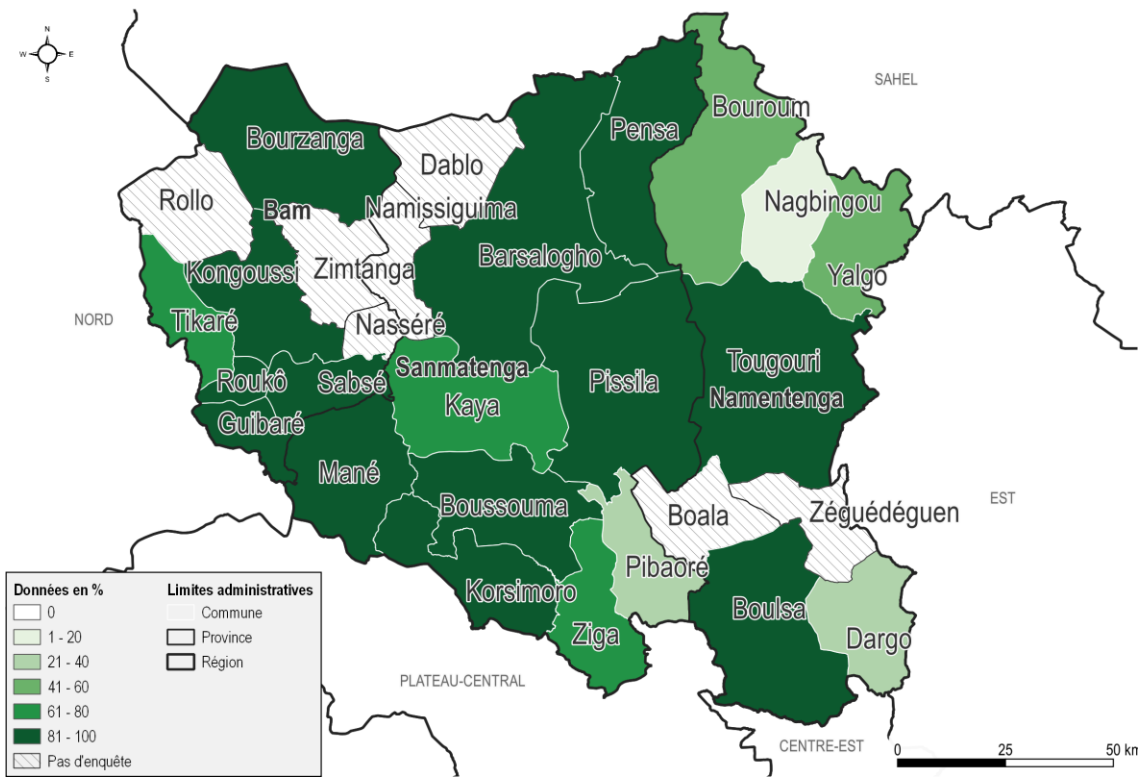 N
W E
S
SAHEL
Bouroum
Pensa
Bourzanga
Dablo
Rollo
Nagbingou
Bam
Namissiguima
Barsalogho
Kongoussi
Zimtanga
Yalgo
NORD
Tikaré
Nasséré
Sanmatenga
Tougouri
Roukô
Sabsé
Pissila
Namentenga
Kaya
Guibaré
Mané
Boussouma
EST
Boala
Zéguédéguen
Pibaoré
Korsimoro
Boulsa
Ziga
Dargo
PLATEAU-CENTRAL
CENTRE-EST
Données en %
0
1 - 20
21 - 40
41 - 60
61 - 80
81 - 100
Pas d'enquête
Limites administratives
Commune
Province
Région
0 25 50 km